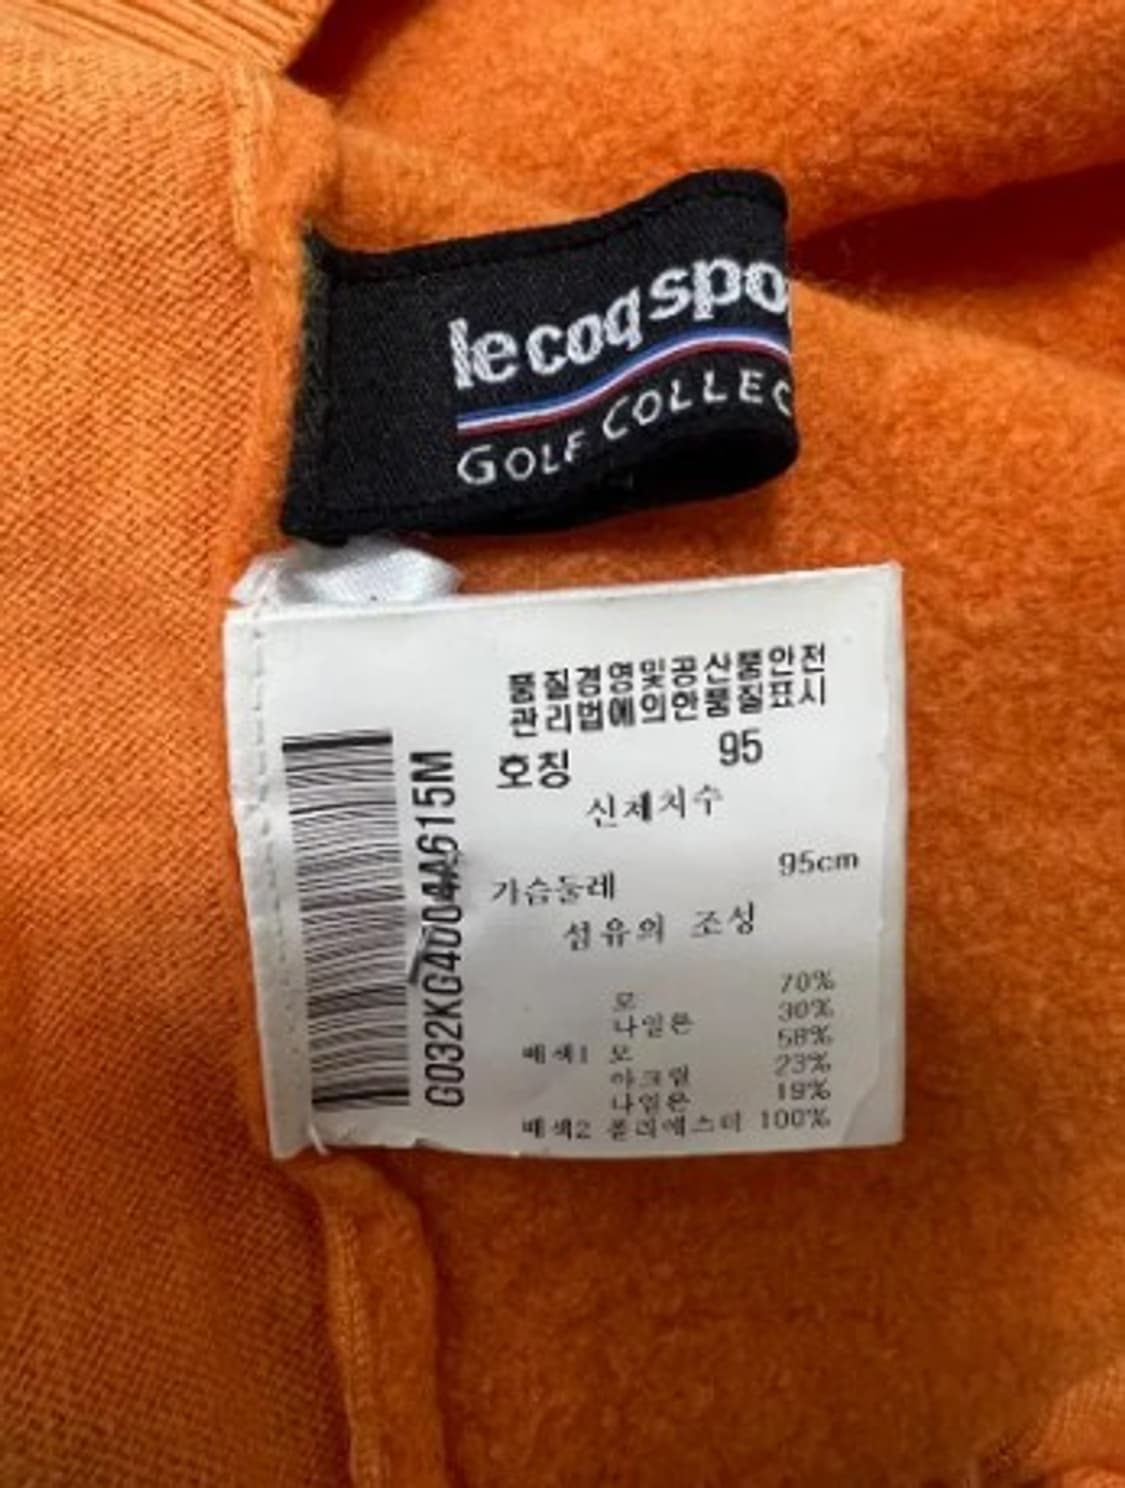 le coq spo
GOLF COLLEC
품질경영및공산품안전
관리법에의한품질표시
호칭 95
신체치수
가슴둘레 95cm
섬유의 조성
모 70%
나일론 30%
배색1 모 58%
아크릴 23%
나일론 19%
배색2 폴리에스터 100%
G032KG4004A615M